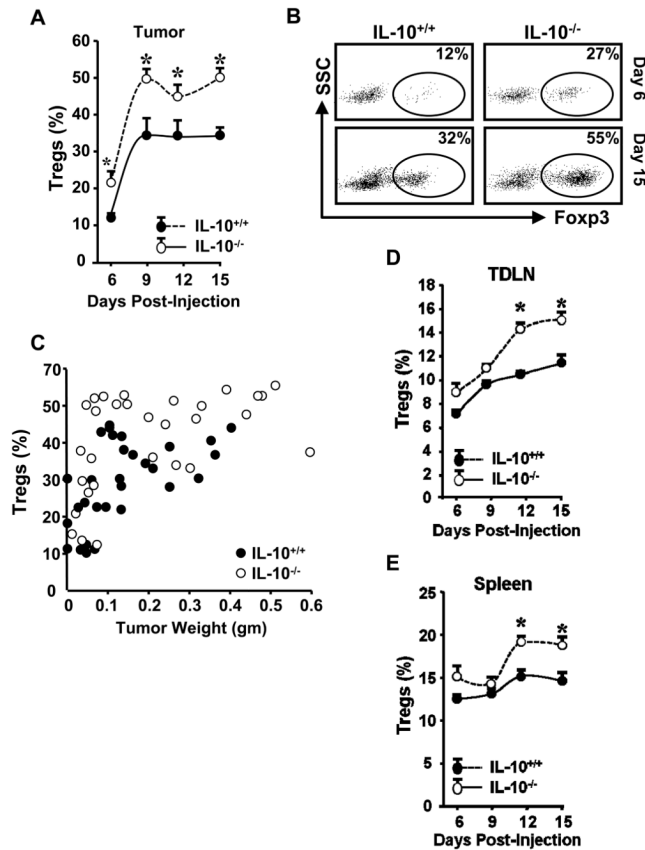 A
Tumor
60
50
40
30
20
10
0
Tregs (%)
*
*
*
*
IL-10+/+
IL-10-/-
6
9
12
15
Days Post-Injection
B
IL-10+/+
IL-10-/-
SSC
12%
27%
Day 6
32%
55%
Day 15
Foxp3
C
70
50
40
30
20
10
Tregs (%)
IL-10+/+
IL-10-/-
0
0.1
0.2
0.3
0.4
0.5
0.6
Tumor Weight (gm)
D
TDLN
18
16
14
12
10
8
6
4
2
0
Tregs (%)
*
*
IL-10+/+
IL-10-/-
6
9
12
15
Days Post-Injection
E
Spleen
25
20
15
10
5
0
Tregs (%)
*
*
IL-10+/+
IL-10-/-
6
9
12
15
Days Post-Injection